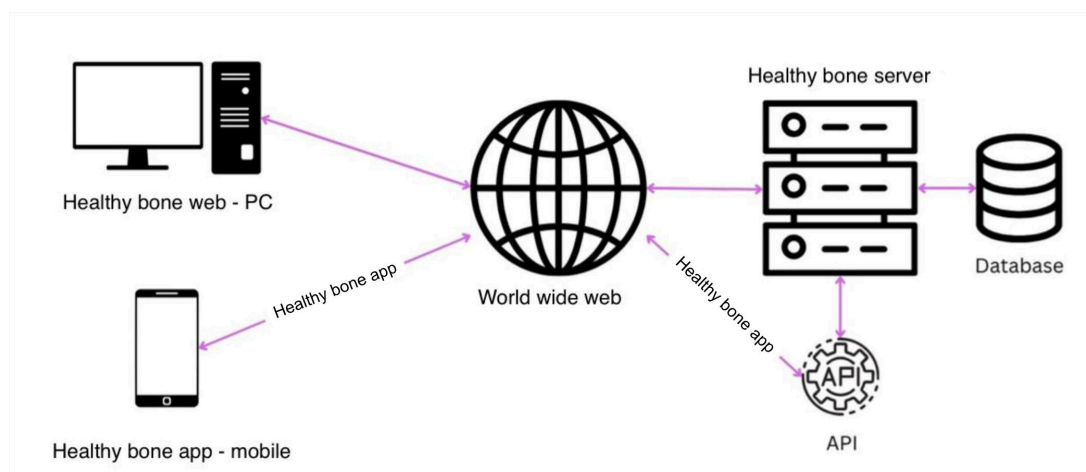 Healthy bone server
Healthy bone web - PC
Healthy bone app
World wide web
Healthy bone app
Database
API
API
Healthy bone app - mobile